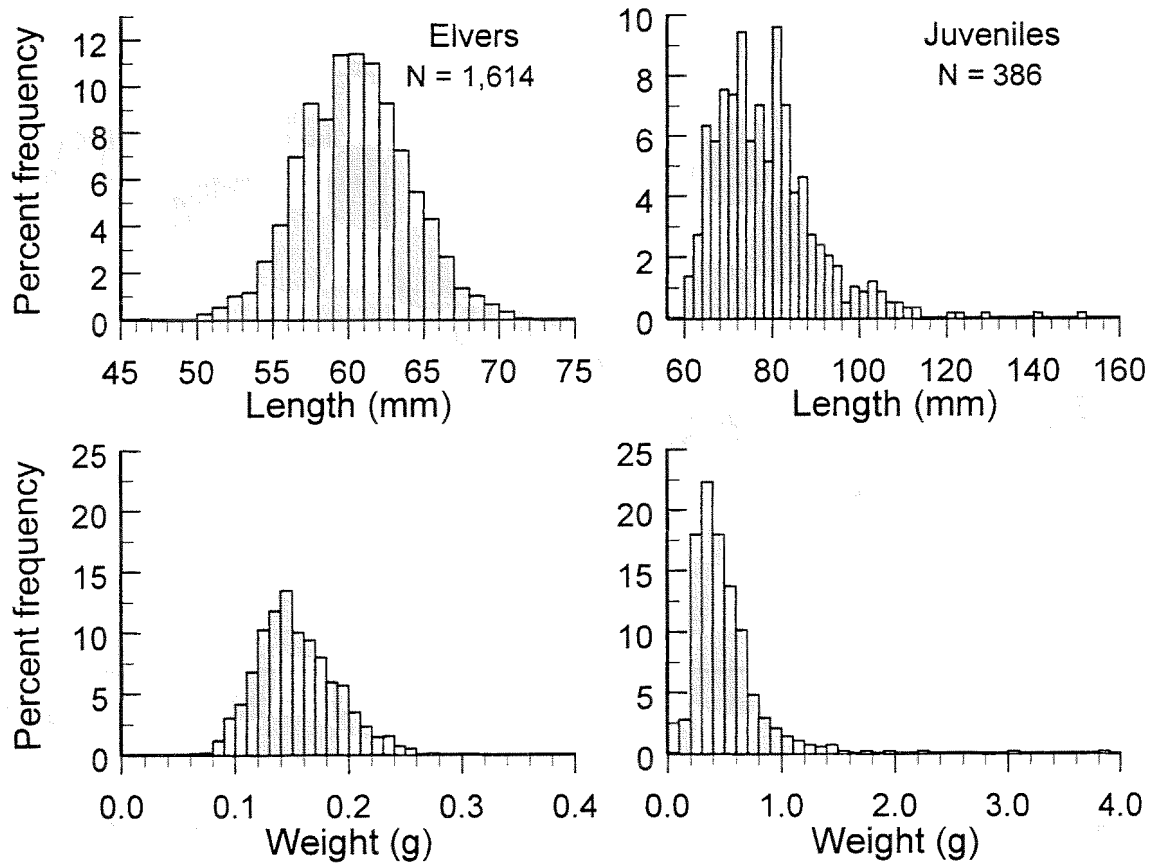 Elvers
N = 1,614
Percent frequency
12
10
8
6
4
2
0
45 50 55 60 65 70 75
Length (mm)
Juveniles
N = 386
10
8
6
4
2
0
60 80 100 120 140 160
Length (mm)
Percent frequency
25
20
15
10
5
0
0.0 0.1 0.2 0.3 0.4
Weight (g)
25
20
15
10
5
0
0.0 1.0 2.0 3.0 4.0
Weight (g)